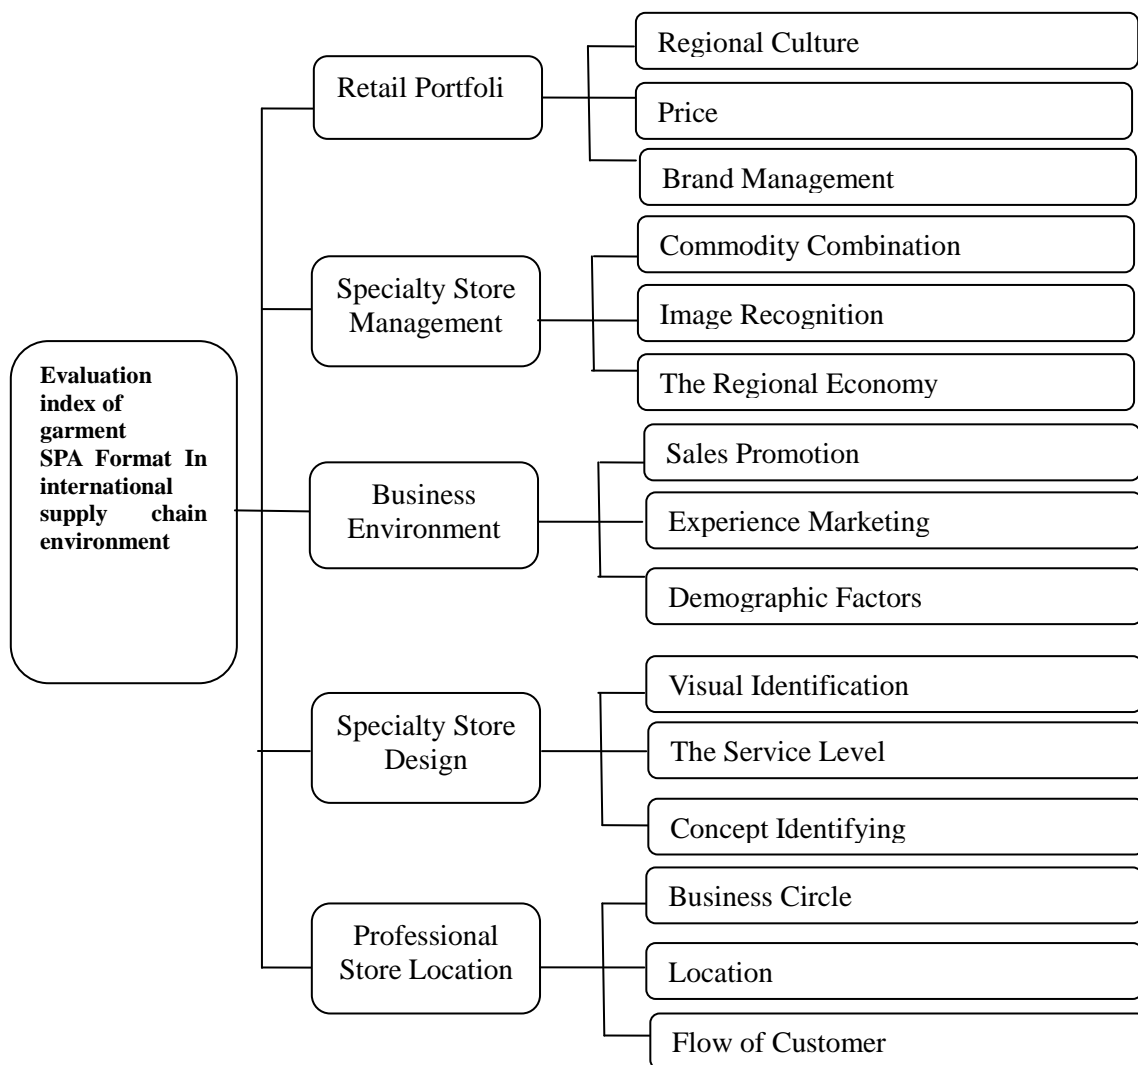 Evaluation
index of
garment
SPA Format In
international
supply chain
environment
Retail Portfoli
Regional Culture
Price
Brand Management
Specialty Store
Management
Commodity Combination
Image Recognition
The Regional Economy
Business
Environment
Sales Promotion
Experience Marketing
Demographic Factors
Specialty Store
Design
Visual Identification
The Service Level
Concept Identifying
Professional
Store Location
Business Circle
Location
Flow of Customer